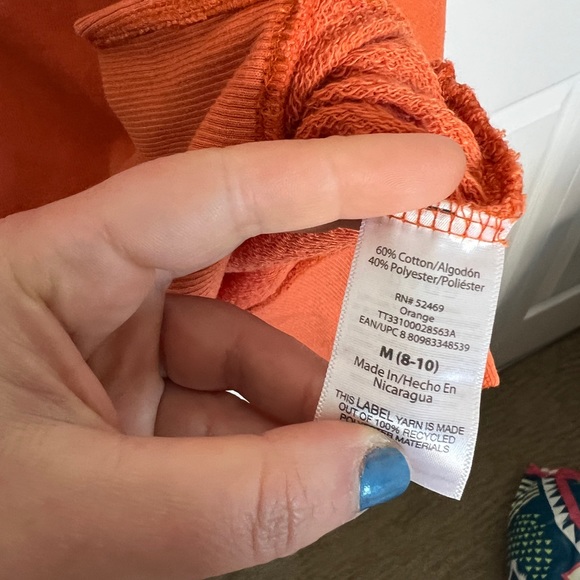 60% Cotton/Algodón
40% Polyester/Poliéster
RN# 52469
Orange
TT33100028563A
EAN/UPC 8 80983348539
M (8-10)
Made In/Hecho En
Nicaragua
THIS LABEL YARN IS MADE
OUT OF 100% RECYCLED
MATERIALS